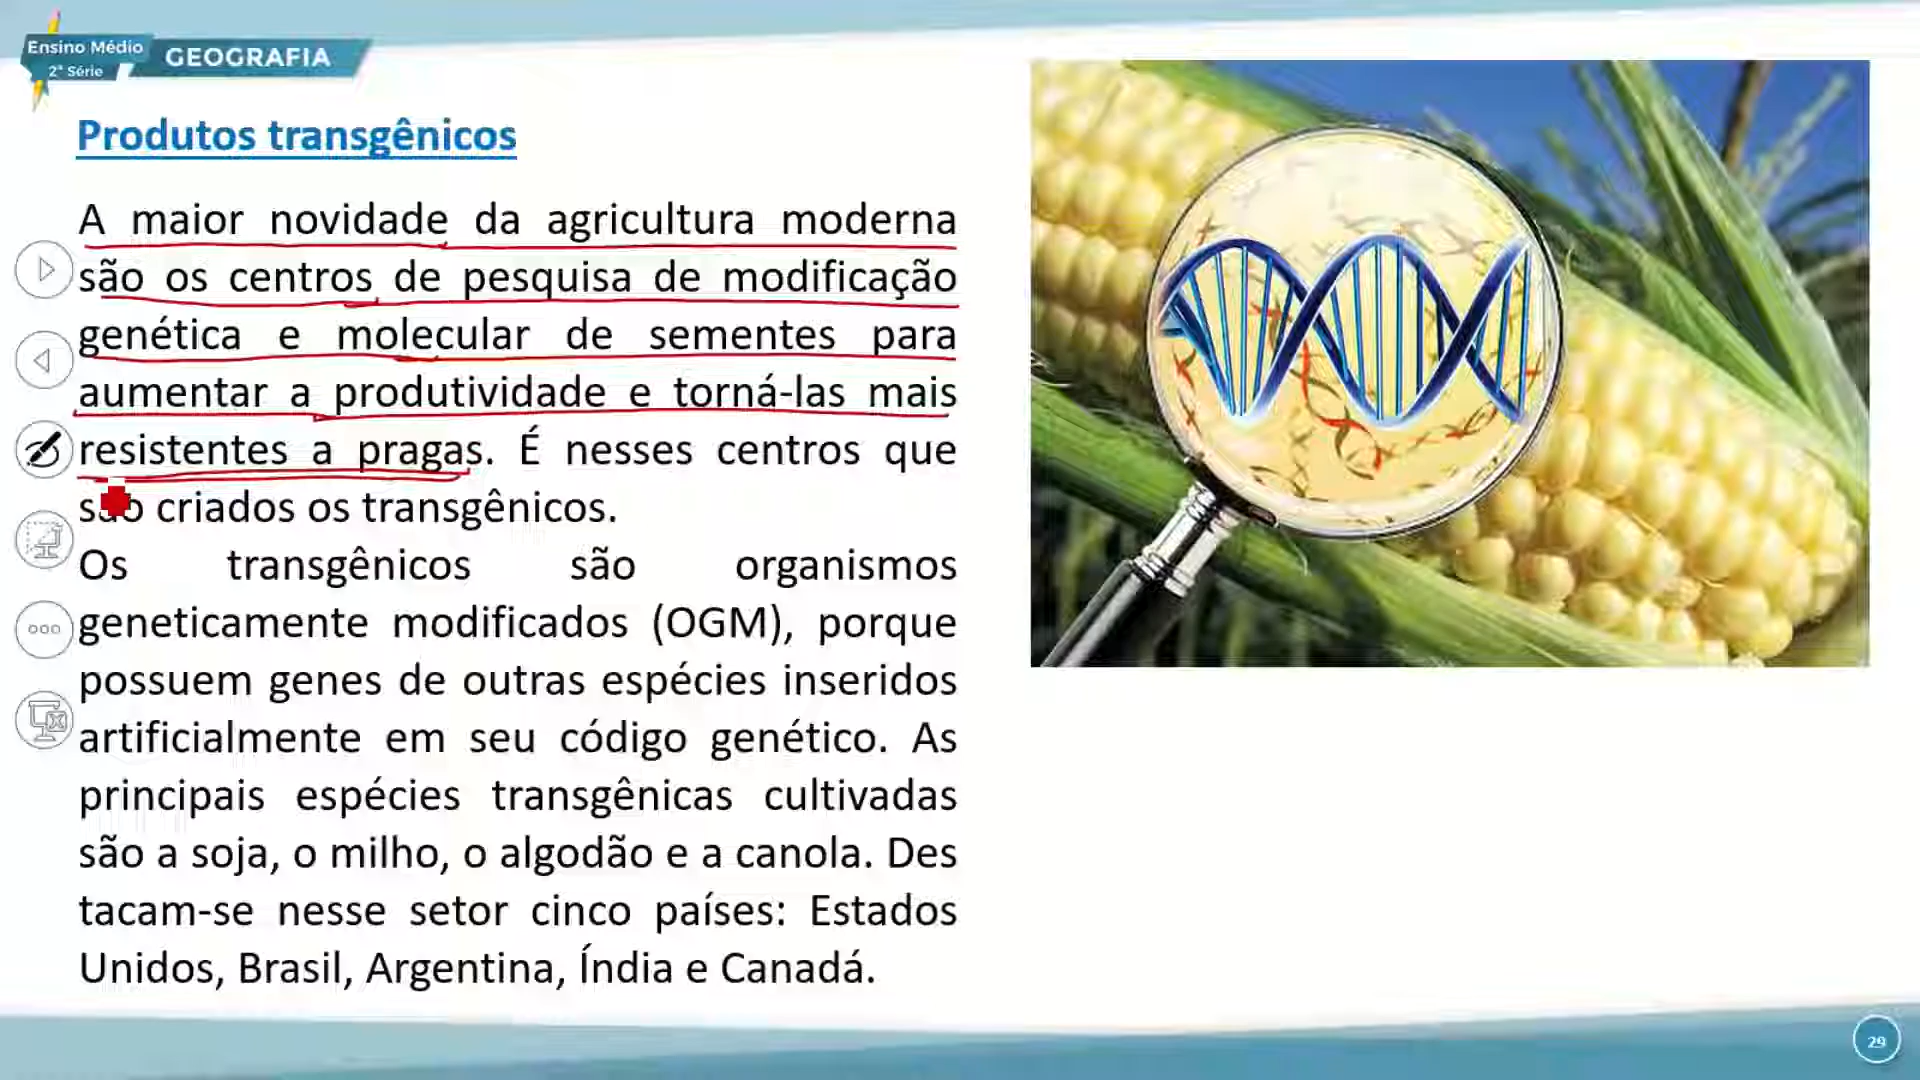 Ensino Médio
2ª Série
GEOGRAFIA
Produtos transgênicos
A maior novidade da agricultura moderna
são os centros de pesquisa de modificação
genética e molecular de sementes para
aumentar a produtividade e torná-las mais
resistentes a pragas. É nesses centros que
são criados os transgênicos.
Os transgênicos são organismos
geneticamente modificados (OGM), porque
possuem genes de outras espécies inseridos
artificialmente em seu código genético. As
principais espécies transgênicas cultivadas
são a soja, o milho, o algodão e a canola. Des
tacam-se nesse setor cinco países: Estados
Unidos, Brasil, Argentina, Índia e Canadá.
29